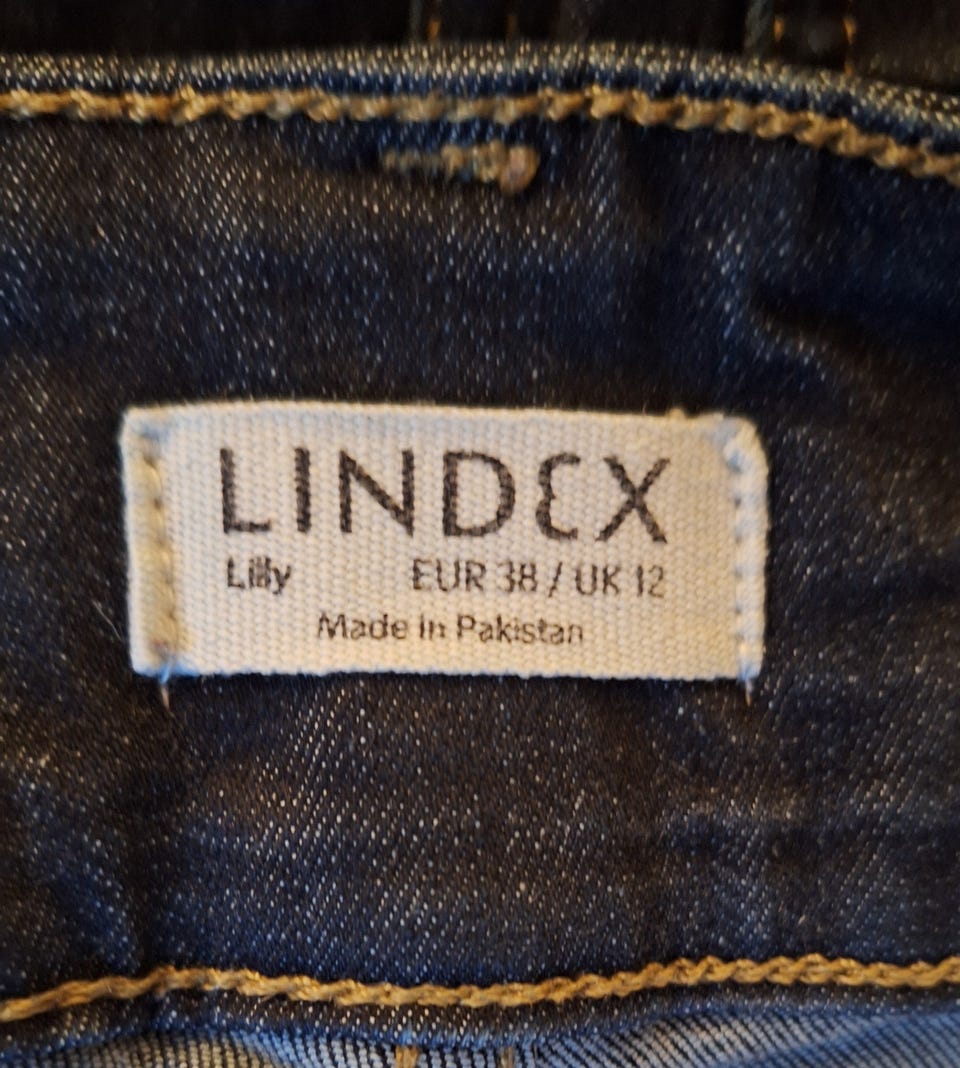 LINDEX
Lilly EUR 38 / UK 12
Made in Pakistan